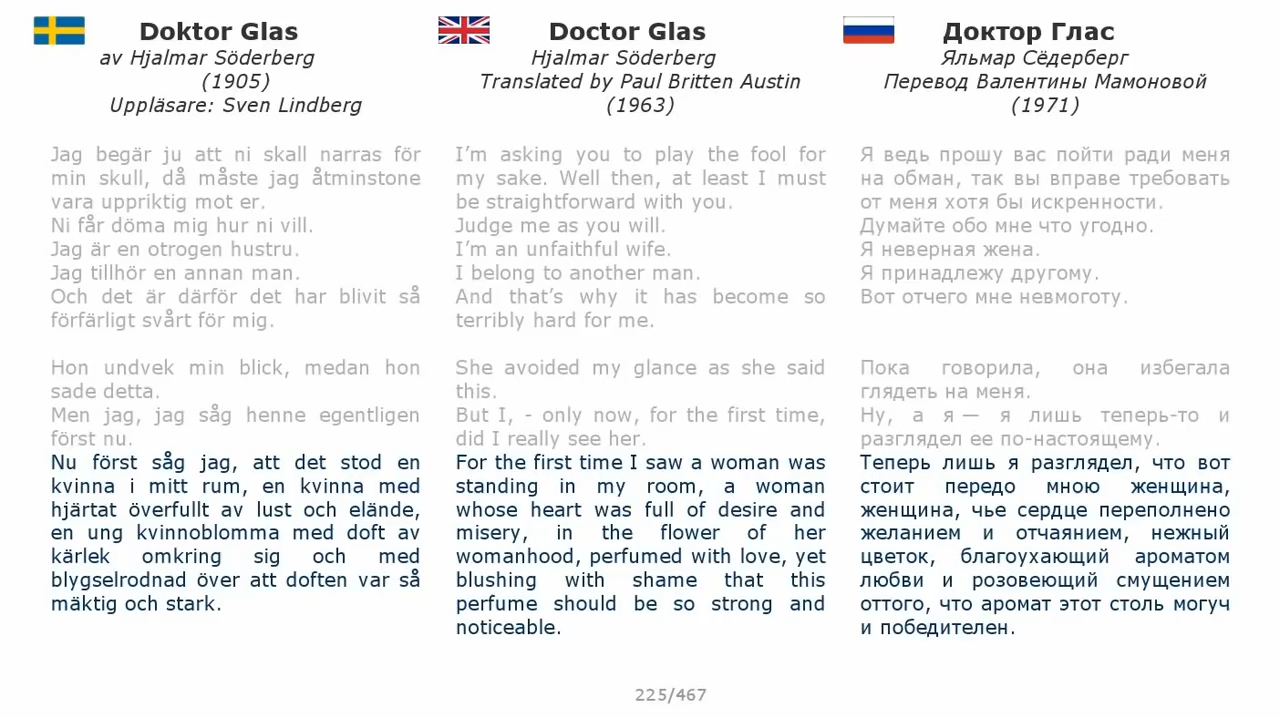 Doktor Glas
av Hjalmar Söderberg
(1905)
Uppläsare: Sven Lindberg
Jag begär ju att ni skall narras för
min skull, då måste jag åtminstone
vara uppriktig mot er.
Ni får döma mig hur ni vill.
Jag är en otrogen hustru.
Jag tillhör en annan man.
Och det är därför det har blivit så
förfärligt svårt för mig.
Hon undvek min blick, medan hon
sade detta.
Men jag, jag såg henne egentligen
först nu.
Nu först såg jag, att det stod en
kvinna i mitt rum, en kvinna med
hjärtat överfullt av lust och elände,
en ung kvinnoblomma med doft av
kärlek omkring sig och med
blygselrodnad över att doften var så
mäktig och stark.
Doctor Glas
Hjalmar Söderberg
Translated by Paul Britten Austin
(1963)
I’m asking you to play the fool for
my sake. Well then, at least I must
be straightforward with you.
Judge me as you will.
I’m an unfaithful wife.
I belong to another man.
And that’s why it has become so
terribly hard for me.
She avoided my glance as she said
this.
But I, - only now, for the first time,
did I really see her.
For the first time I saw a woman was
standing in my room, a woman
whose heart was full of desire and
misery, in the flower of her
womanhood, perfumed with love, yet
blushing with shame that this
perfume should be so strong and
noticeable.
Доктор Глас
Яльмар Сёдерберг
Перевод Валентины Мамоновой
(1971)
Я ведь прошу вас пойти ради меня
на обман, так вы вправе требовать
от меня хотя бы искренности.
Думайте обо мне что угодно.
Я неверная жена.
Я принадлежу другому.
Вот отчего мне невмоготу.
Пока говорила, она избегала
глядеть на меня.
Ну, а я — я лишь теперь-то и
разглядел ее по-настоящему.
Теперь лишь я разглядел, что вот
стоит передо мною женщина,
женщина, чье сердце переполнено
желанием и отчаянием, нежный
цветок, благоухающий ароматом
любви и розовеющий смущением
оттого, что аромат этот столь могуч
и победителен.
225/467